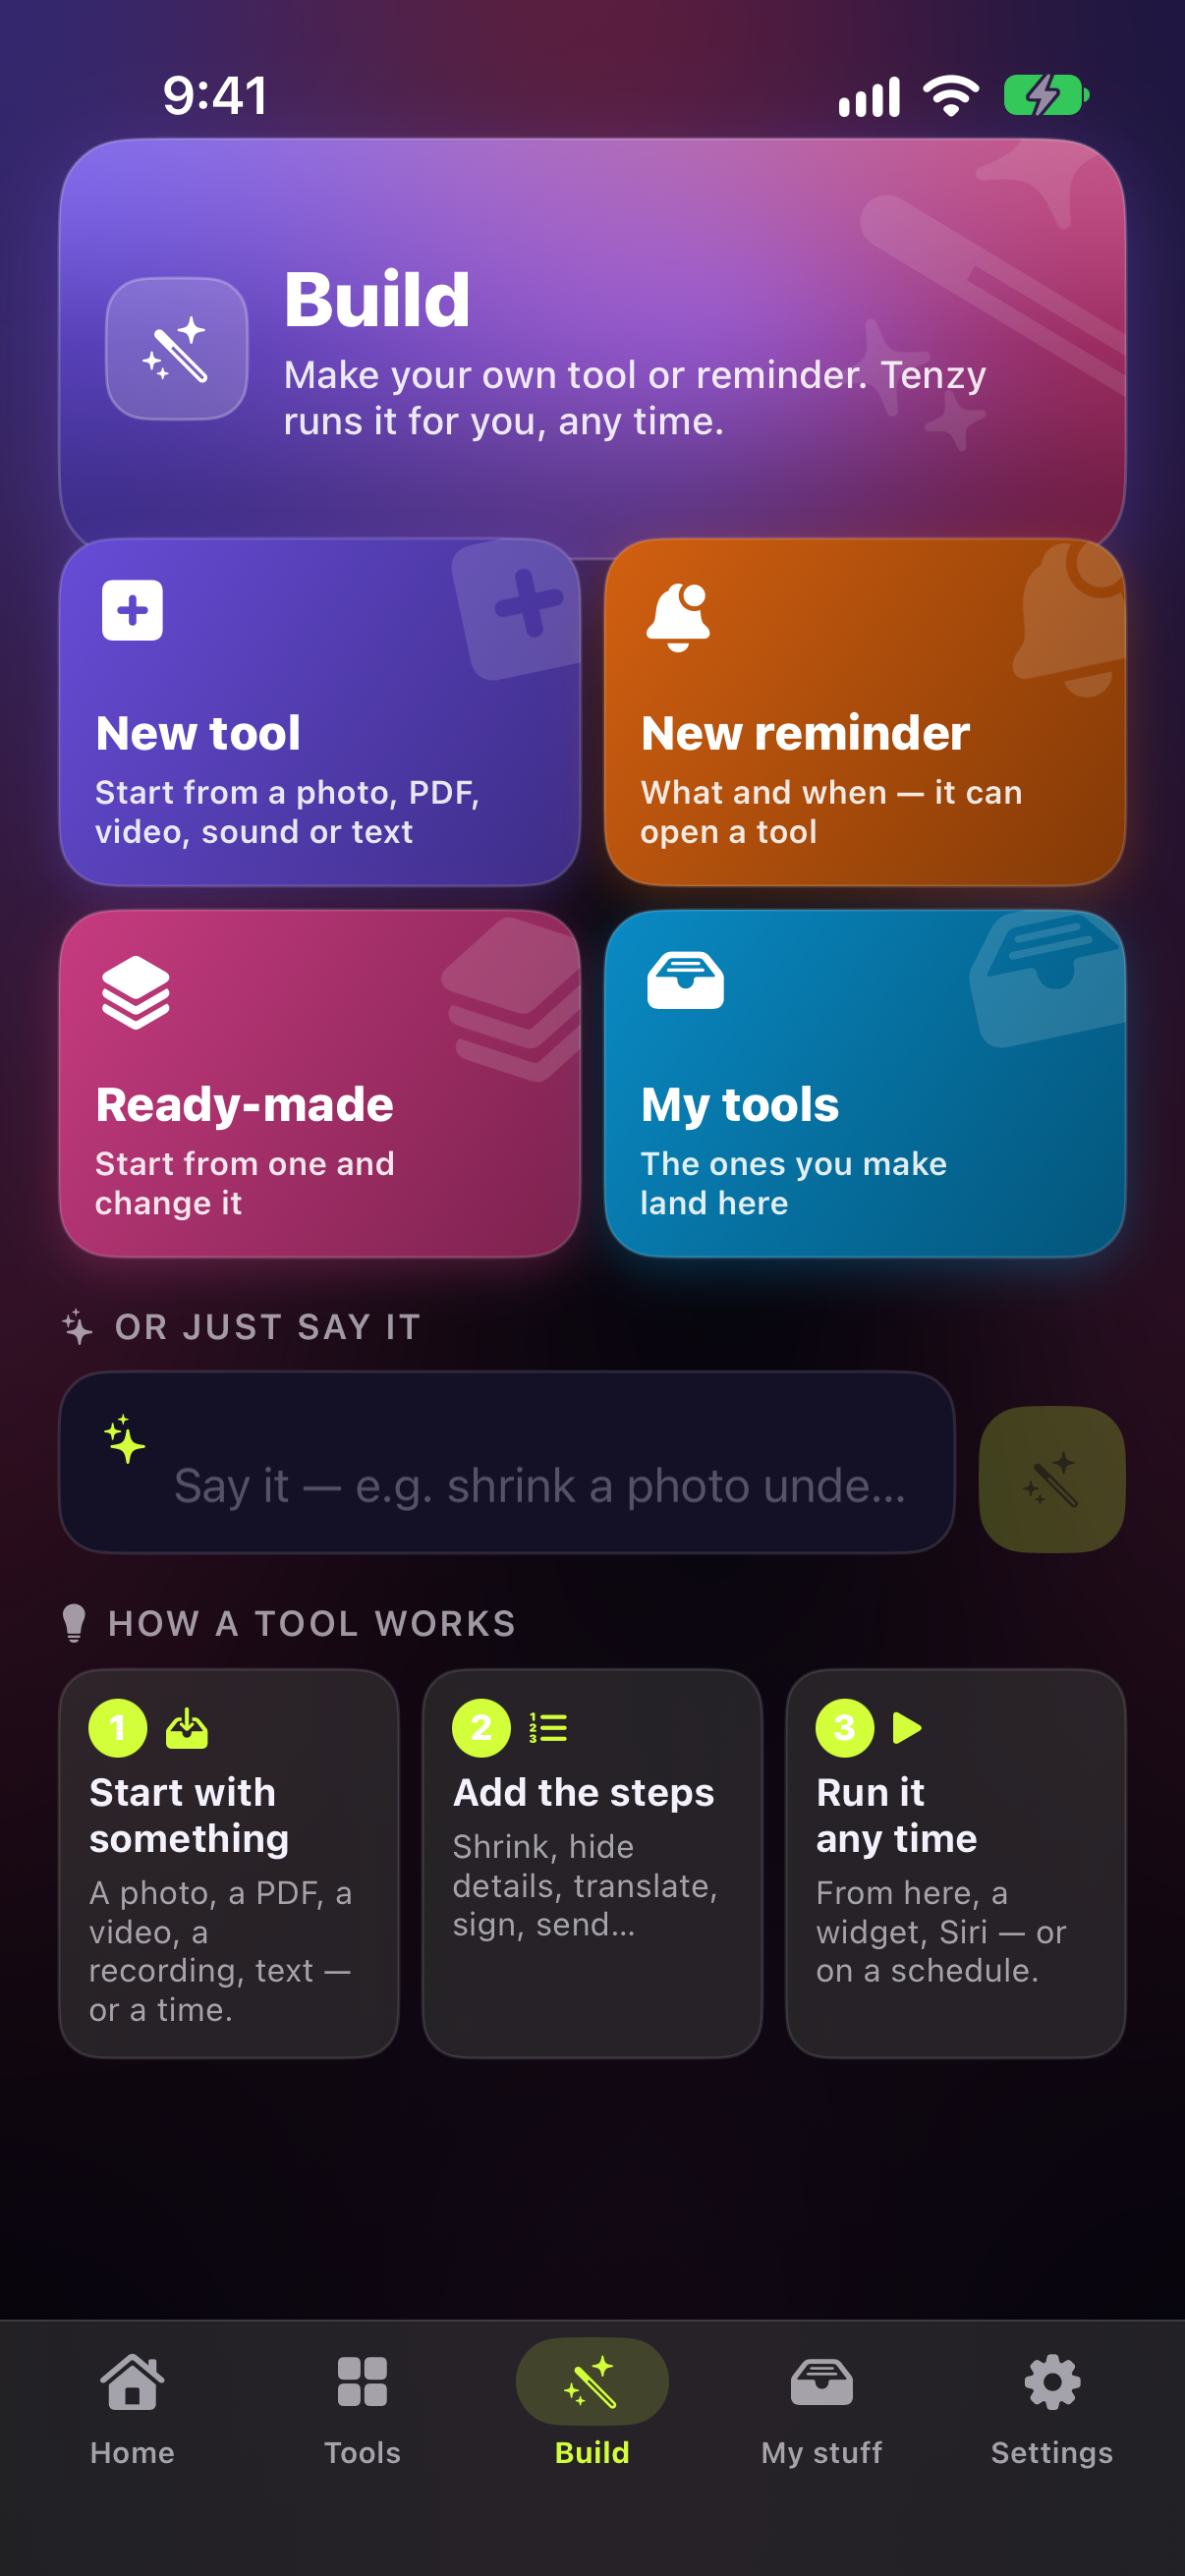 9:41
Build
Make your own tool or reminder. Tenzy
runs it for you, any time.
New tool
Start from a photo, PDF,
video, sound or text
New reminder
What and when — it can
open a tool
Ready-made
Start from one and
change it
My tools
The ones you make
land here
OR JUST SAY IT
Say it — e.g. shrink a photo unde...
HOW A TOOL WORKS
1
Start with
something
A photo, a PDF, a
video, a
recording, text —
or a time.
2
Add the steps
Shrink, hide
details, translate,
sign, send...
3
Run it
any time
From here, a
widget, Siri — or
on a schedule.
Home
Tools
Build
My stuff
Settings